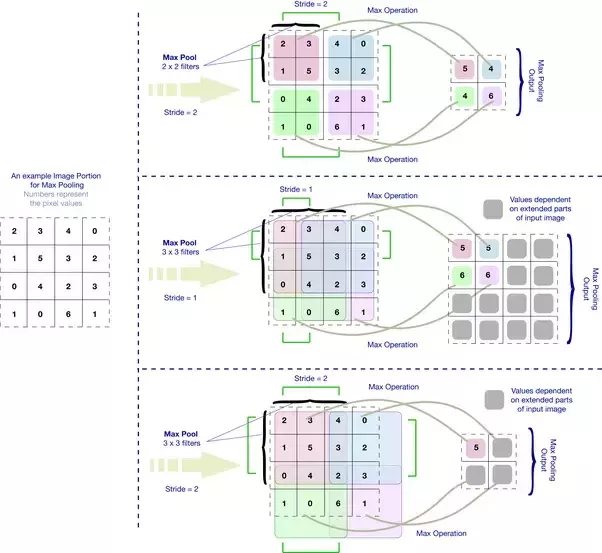 An example Image Portion
for Max Pooling
Numbers represent
the pixel values
2 3 4 0
1 5 3 2
0 4 2 3
1 0 6 1
Stride = 2
Max Operation
Max Pool
2 x 2 filters
Stride = 2
2 3 4 0
1 5 3 2
0 4 2 3
1 0 6 1
5 4
4 6
Max Pooling
Output
Max Operation
Stride = 1
Max Operation
Max Pool
3 x 3 filters
Stride = 1
2 3 4 0
1 5 3 2
0 4 2 3
1 0 6 1
Values dependent
on extended parts
of input image
5 5
6 6
Max Pooling
Output
Max Operation
Stride = 2
Max Operation
Max Pool
3 x 3 filters
Stride = 2
2 3 4 0
1 5 3 2
0 4 2 3
1 0 6 1
Values dependent
on extended parts
of input image
5
Max Pooling
Output
Max Operation
Stride = 2